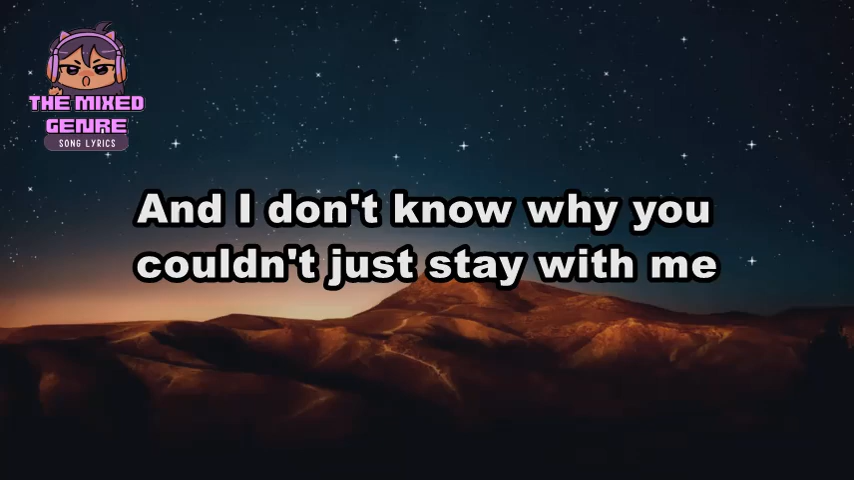 THE MIXED
GENRE
SONG LYRICS
And I don't know why you
couldn't just stay with me